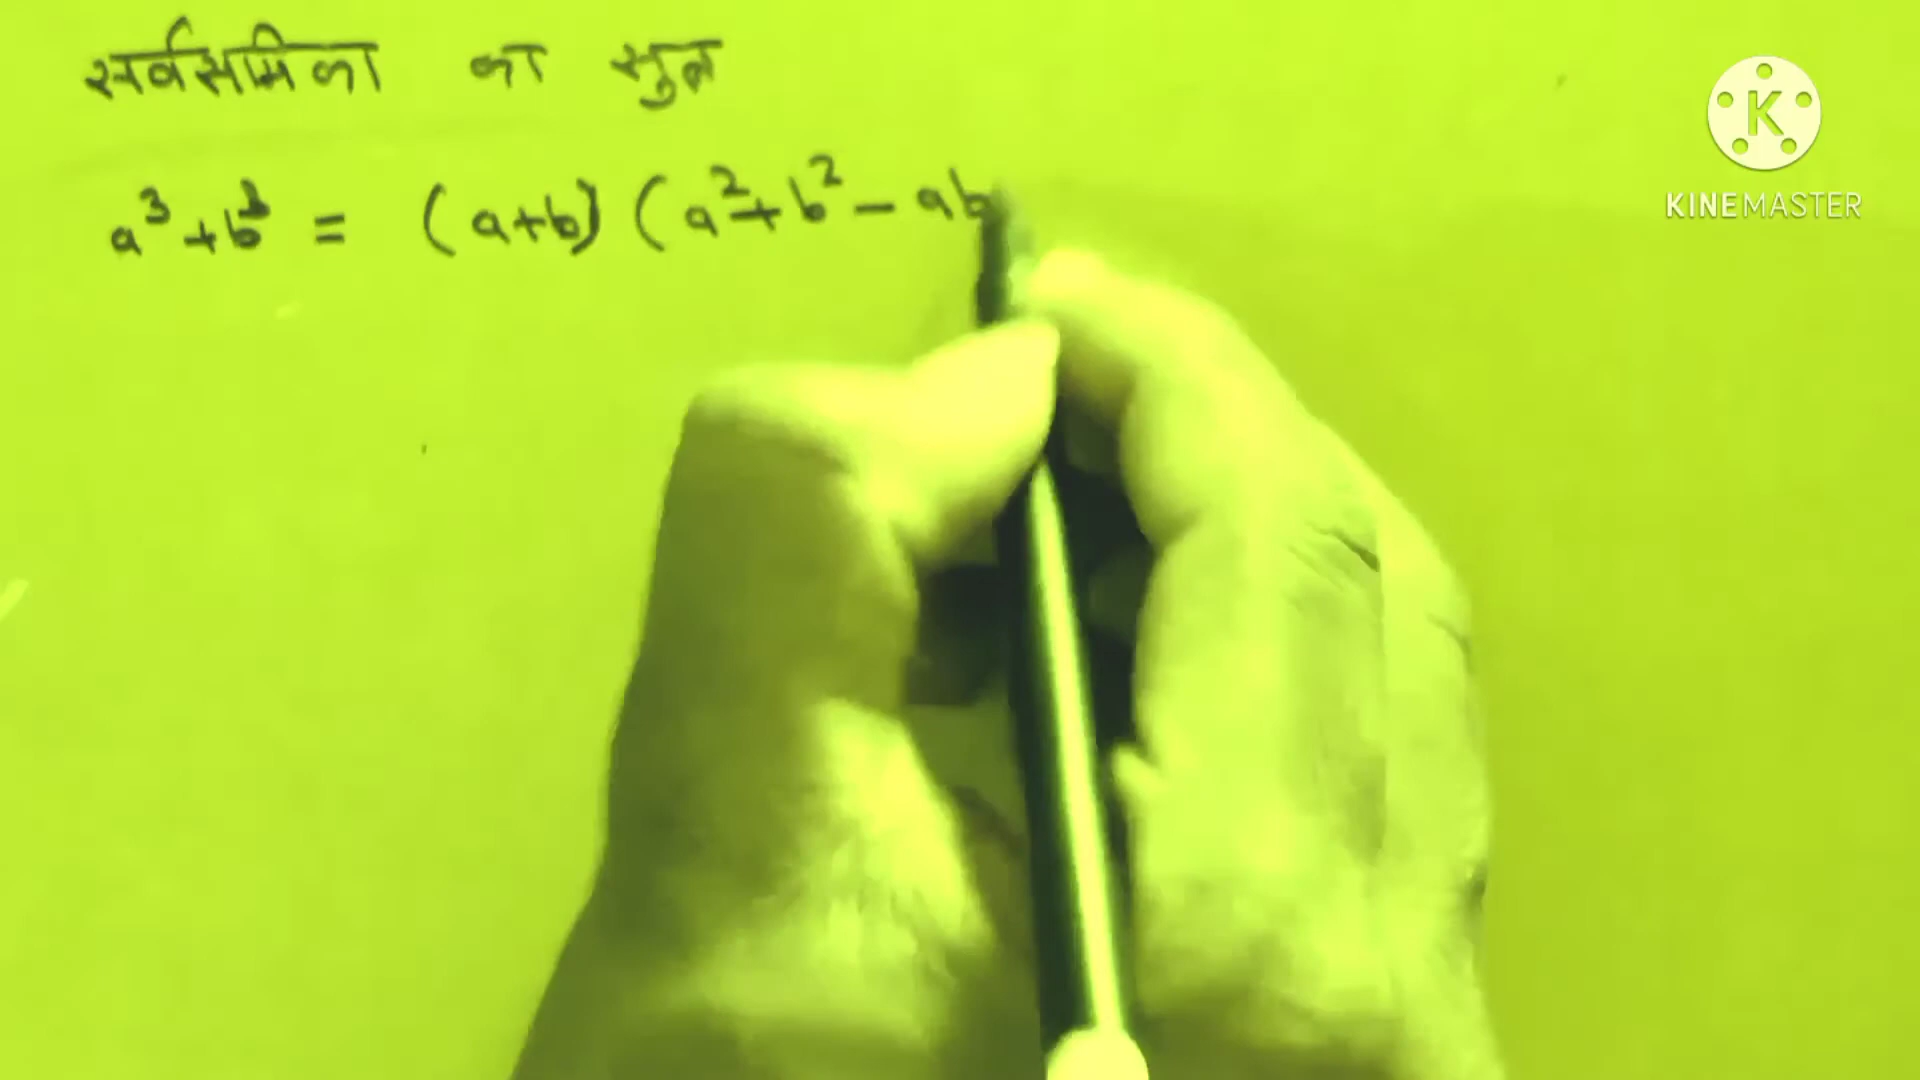 सर्वसमिका का सुत्र
a³+b³ = (a+b) (a²+b²-ab
K
KINEMASTER